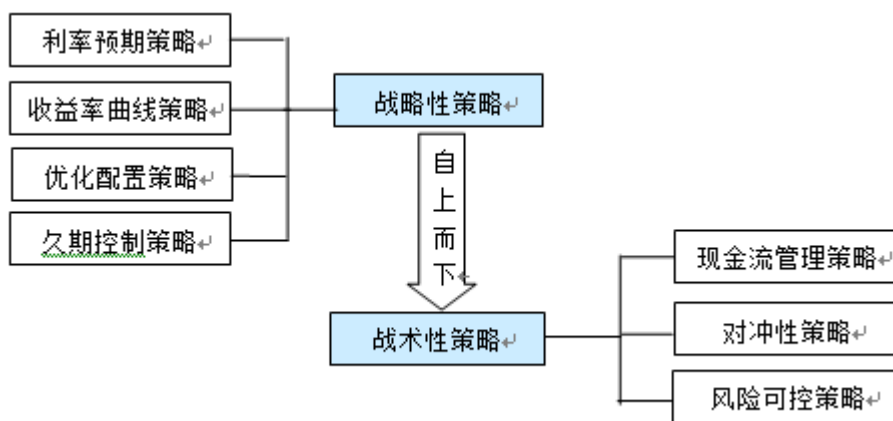 利率预期策略
收益率曲线策略
优化配置策略
久期控制策略
战略性策略
自
上
而
下
战术性策略
现金流管理策略
对冲性策略
风险可控策略